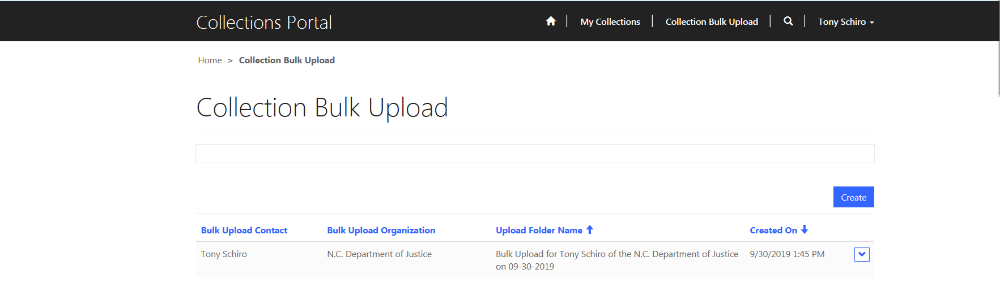 Collections Portal
My Collections
Collection Bulk Upload
Tony Schiro
Home > Collection Bulk Upload
Collection Bulk Upload
Create
Bulk Upload Contact Bulk Upload Organization Upload Folder Name Created On
Tony Schiro N.C. Department of Justice Bulk Upload for Tony Schiro of the N.C. Department of Justice 9/30/2019 1:45 PM
on 09-30-2019